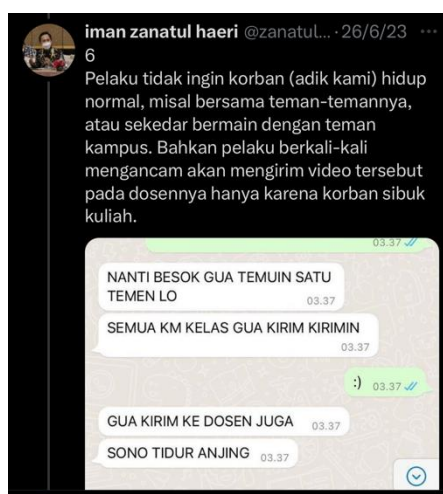 iman zanatul haeri @zanatul... · 26/6/23 ...
6
Pelaku tidak ingin korban (adik kami) hidup
normal, misal bersama teman-temannya,
atau sekedar bermain dengan teman
kampus. Bahkan pelaku berkali-kali
mengancam akan mengirim video tersebut
pada dosennya hanya karena korban sibuk
kuliah.
03.37
NANTI BESOK GUA TEMUIN SATU
TEMEN LO
03.37
SEMUA KM KELAS GUA KIRIM KIRIMIN
03.37
:) 03.37
GUA KIRIM KE DOSEN JUGA 03.37
SONO TIDUR ANJING 03.37